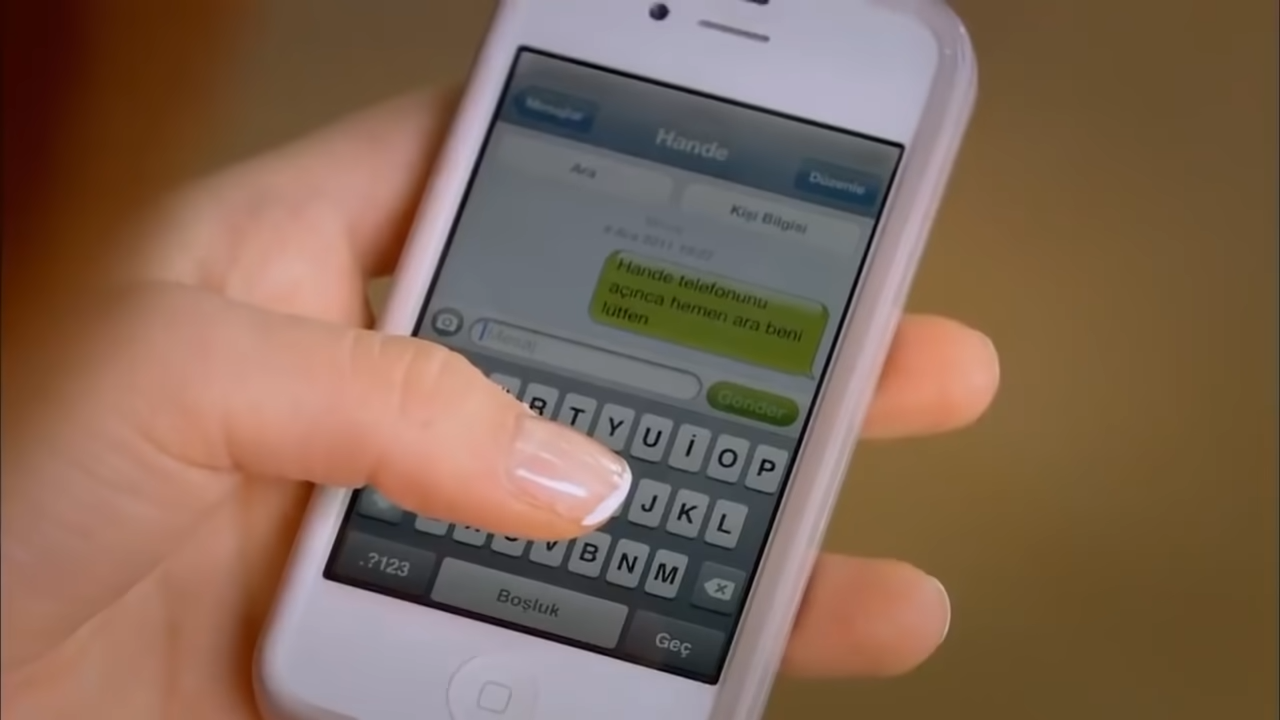 Mesajlar
Hande
Düzenle
Ara
Kişi Bilgisi
Hande telefonunu
açınca hemen ara beni
lütfen
Gönder
R T Y U İ O P
J K L
V B N M
.?123
Boşluk
Geç